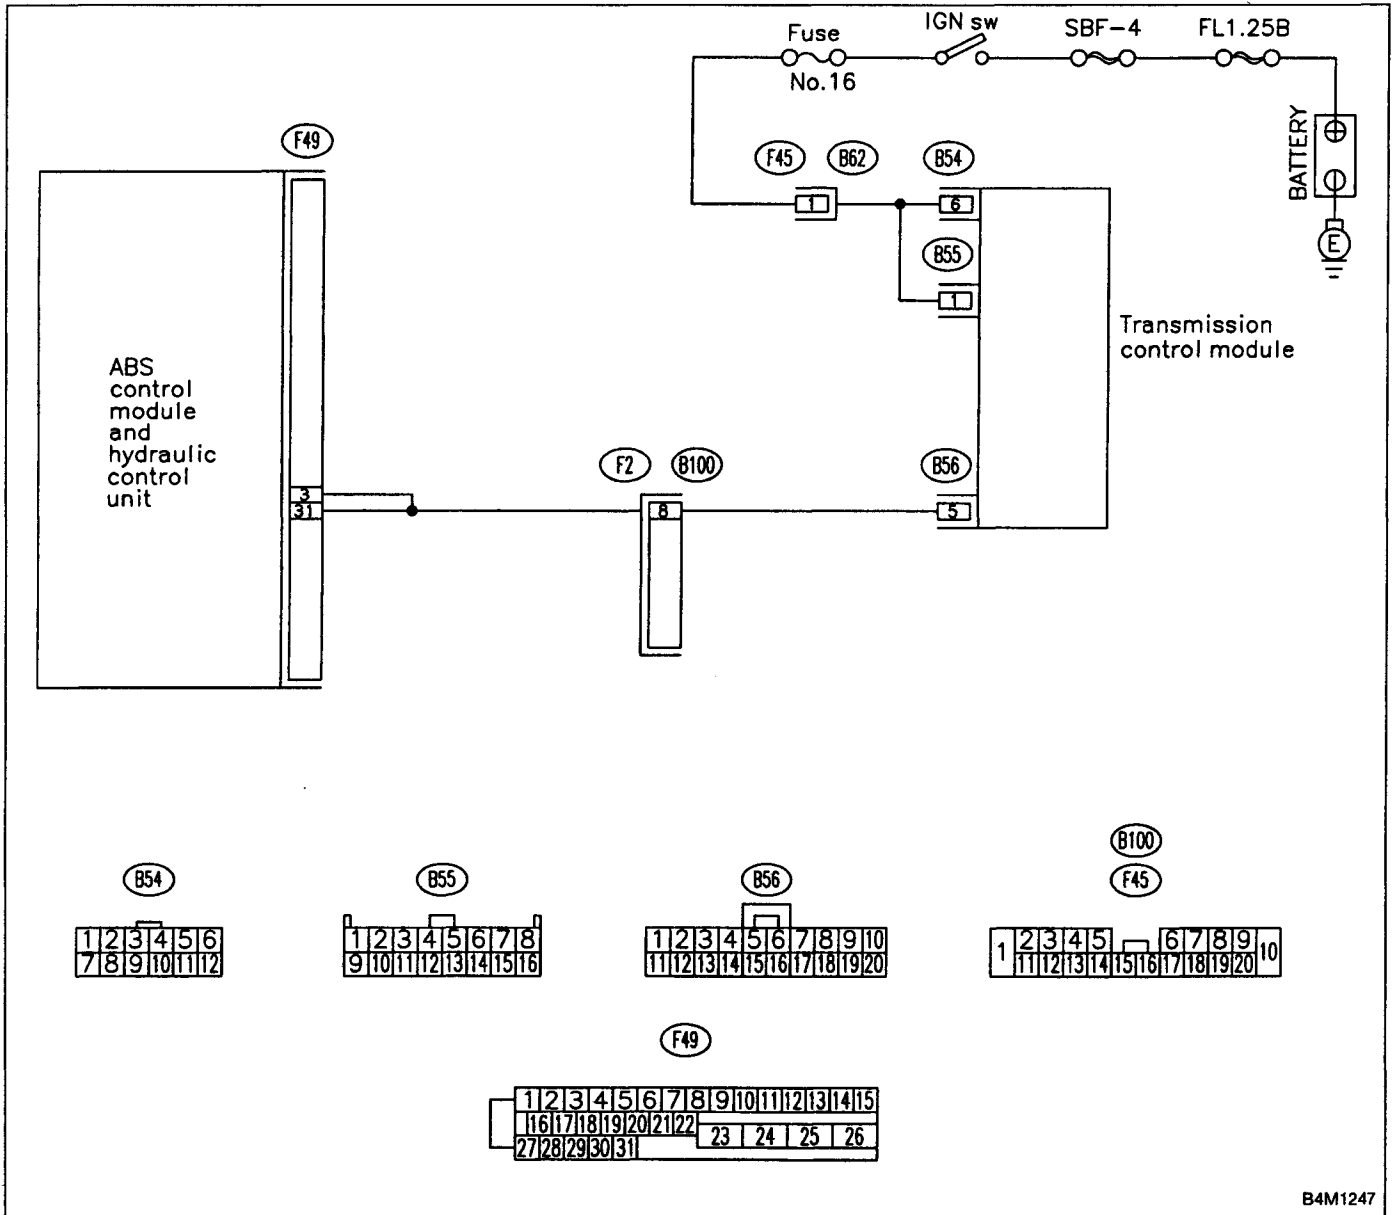 Fuse
No.16
IGN sw
SBF-4
FL1.25B
BATTERY
E
F49
F45
B62
B54
1
6
B55
1
Transmission
control module
ABS
control
module
and
hydraulic
control
unit
3
31
F2
B100
8
B56
5
B54
1 2 3 4 5 6
7 8 9 10 11 12
B55
1 2 3 4 5 6 7 8
9 10 11 12 13 14 15 16
B56
1 2 3 4 5 6 7 8 9 10
11 12 13 14 15 16 17 18 19 20
B100
F45
1 2 3 4 5 6 7 8 9 10
11 12 13 14 15 16 17 18 19 20
F49
1 2 3 4 5 6 7 8 9 10 11 12 13 14 15
16 17 18 19 20 21 22
23 24 25 26
27 28 29 30 31
B4M1247